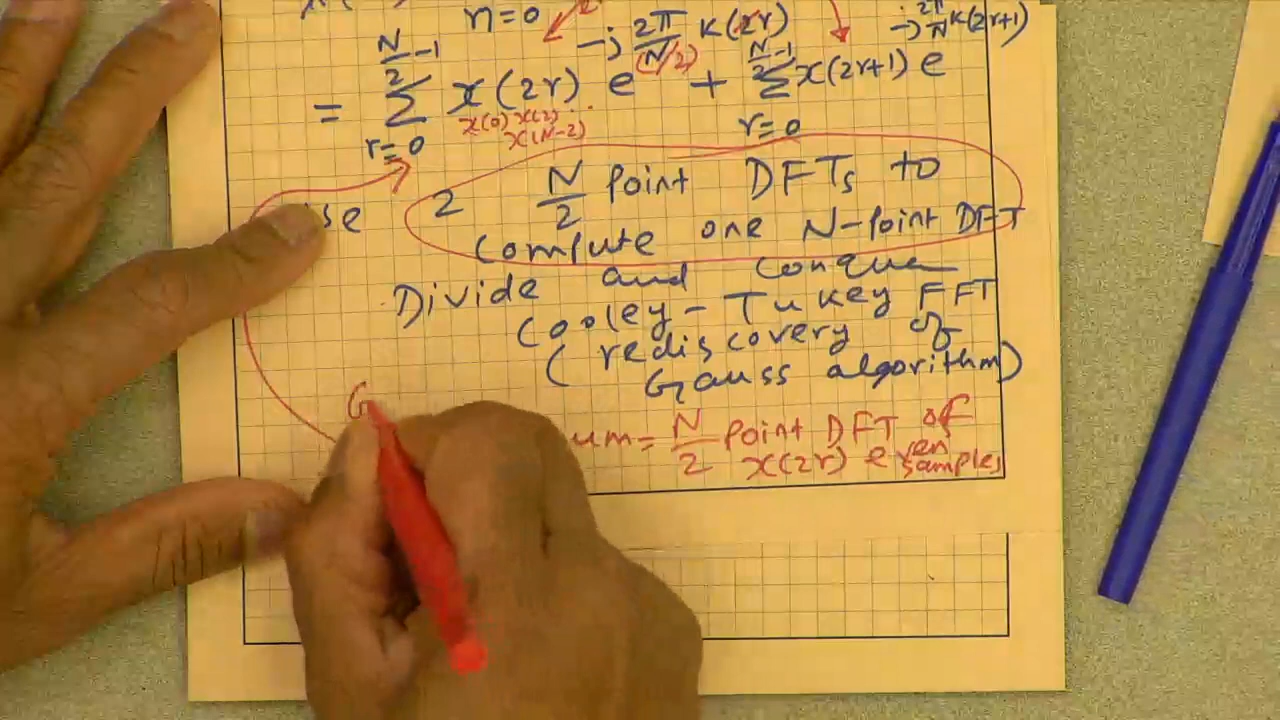 n=0
-j 2π/N (N/2) k(2r) -j 2π/N k(2r+1)
= N/2-1 Σ r=0 x(2r) e + N/2-1 Σ r=0 x(2r+1) e
x(0) x(2) ..
x(N-2)
se 2 N/2 point DFTs to
compute one N-point DFT
Divide and conque
Cooley-Tukey FFT
(rediscovery of
Gauss algorithm)
G
um = N/2 point DFT of
x(2r) even
samples